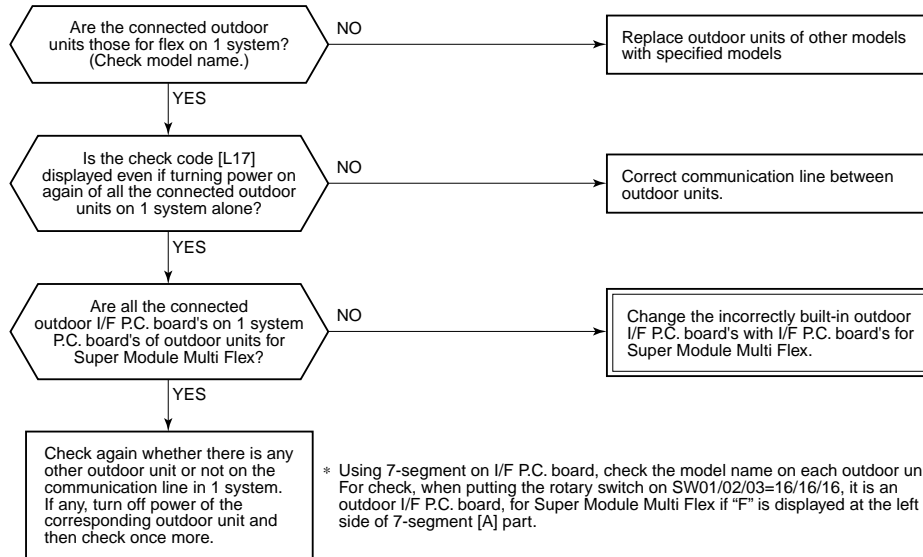 Are the connected outdoor
units those for flex on 1 system?
(Check model name.)
NO
Replace outdoor units of other models
with specified models
YES
Is the check code [L17]
displayed even if turning power on
again of all the connected outdoor
units on 1 system alone?
NO
Correct communication line between
outdoor units.
YES
Are all the connected
outdoor I/F P.C. board's on 1 system
P.C. board's of outdoor units for
Super Module Multi Flex?
NO
Change the incorrectly built-in outdoor
I/F P.C. board's with I/F P.C. board's for
Super Module Multi Flex.
YES
Check again whether there is any
other outdoor unit or not on the
communication line in 1 system.
If any, turn off power of the
corresponding outdoor unit and
then check once more.
* Using 7-segment on I/F P.C. board, check the model name on each outdoor
For check, when putting the rotary switch on SW01/02/03=16/16/16, it is an
outdoor I/F P.C. board, for Super Module Multi Flex if “F” is displayed at the left
side of 7-segment [A] part.